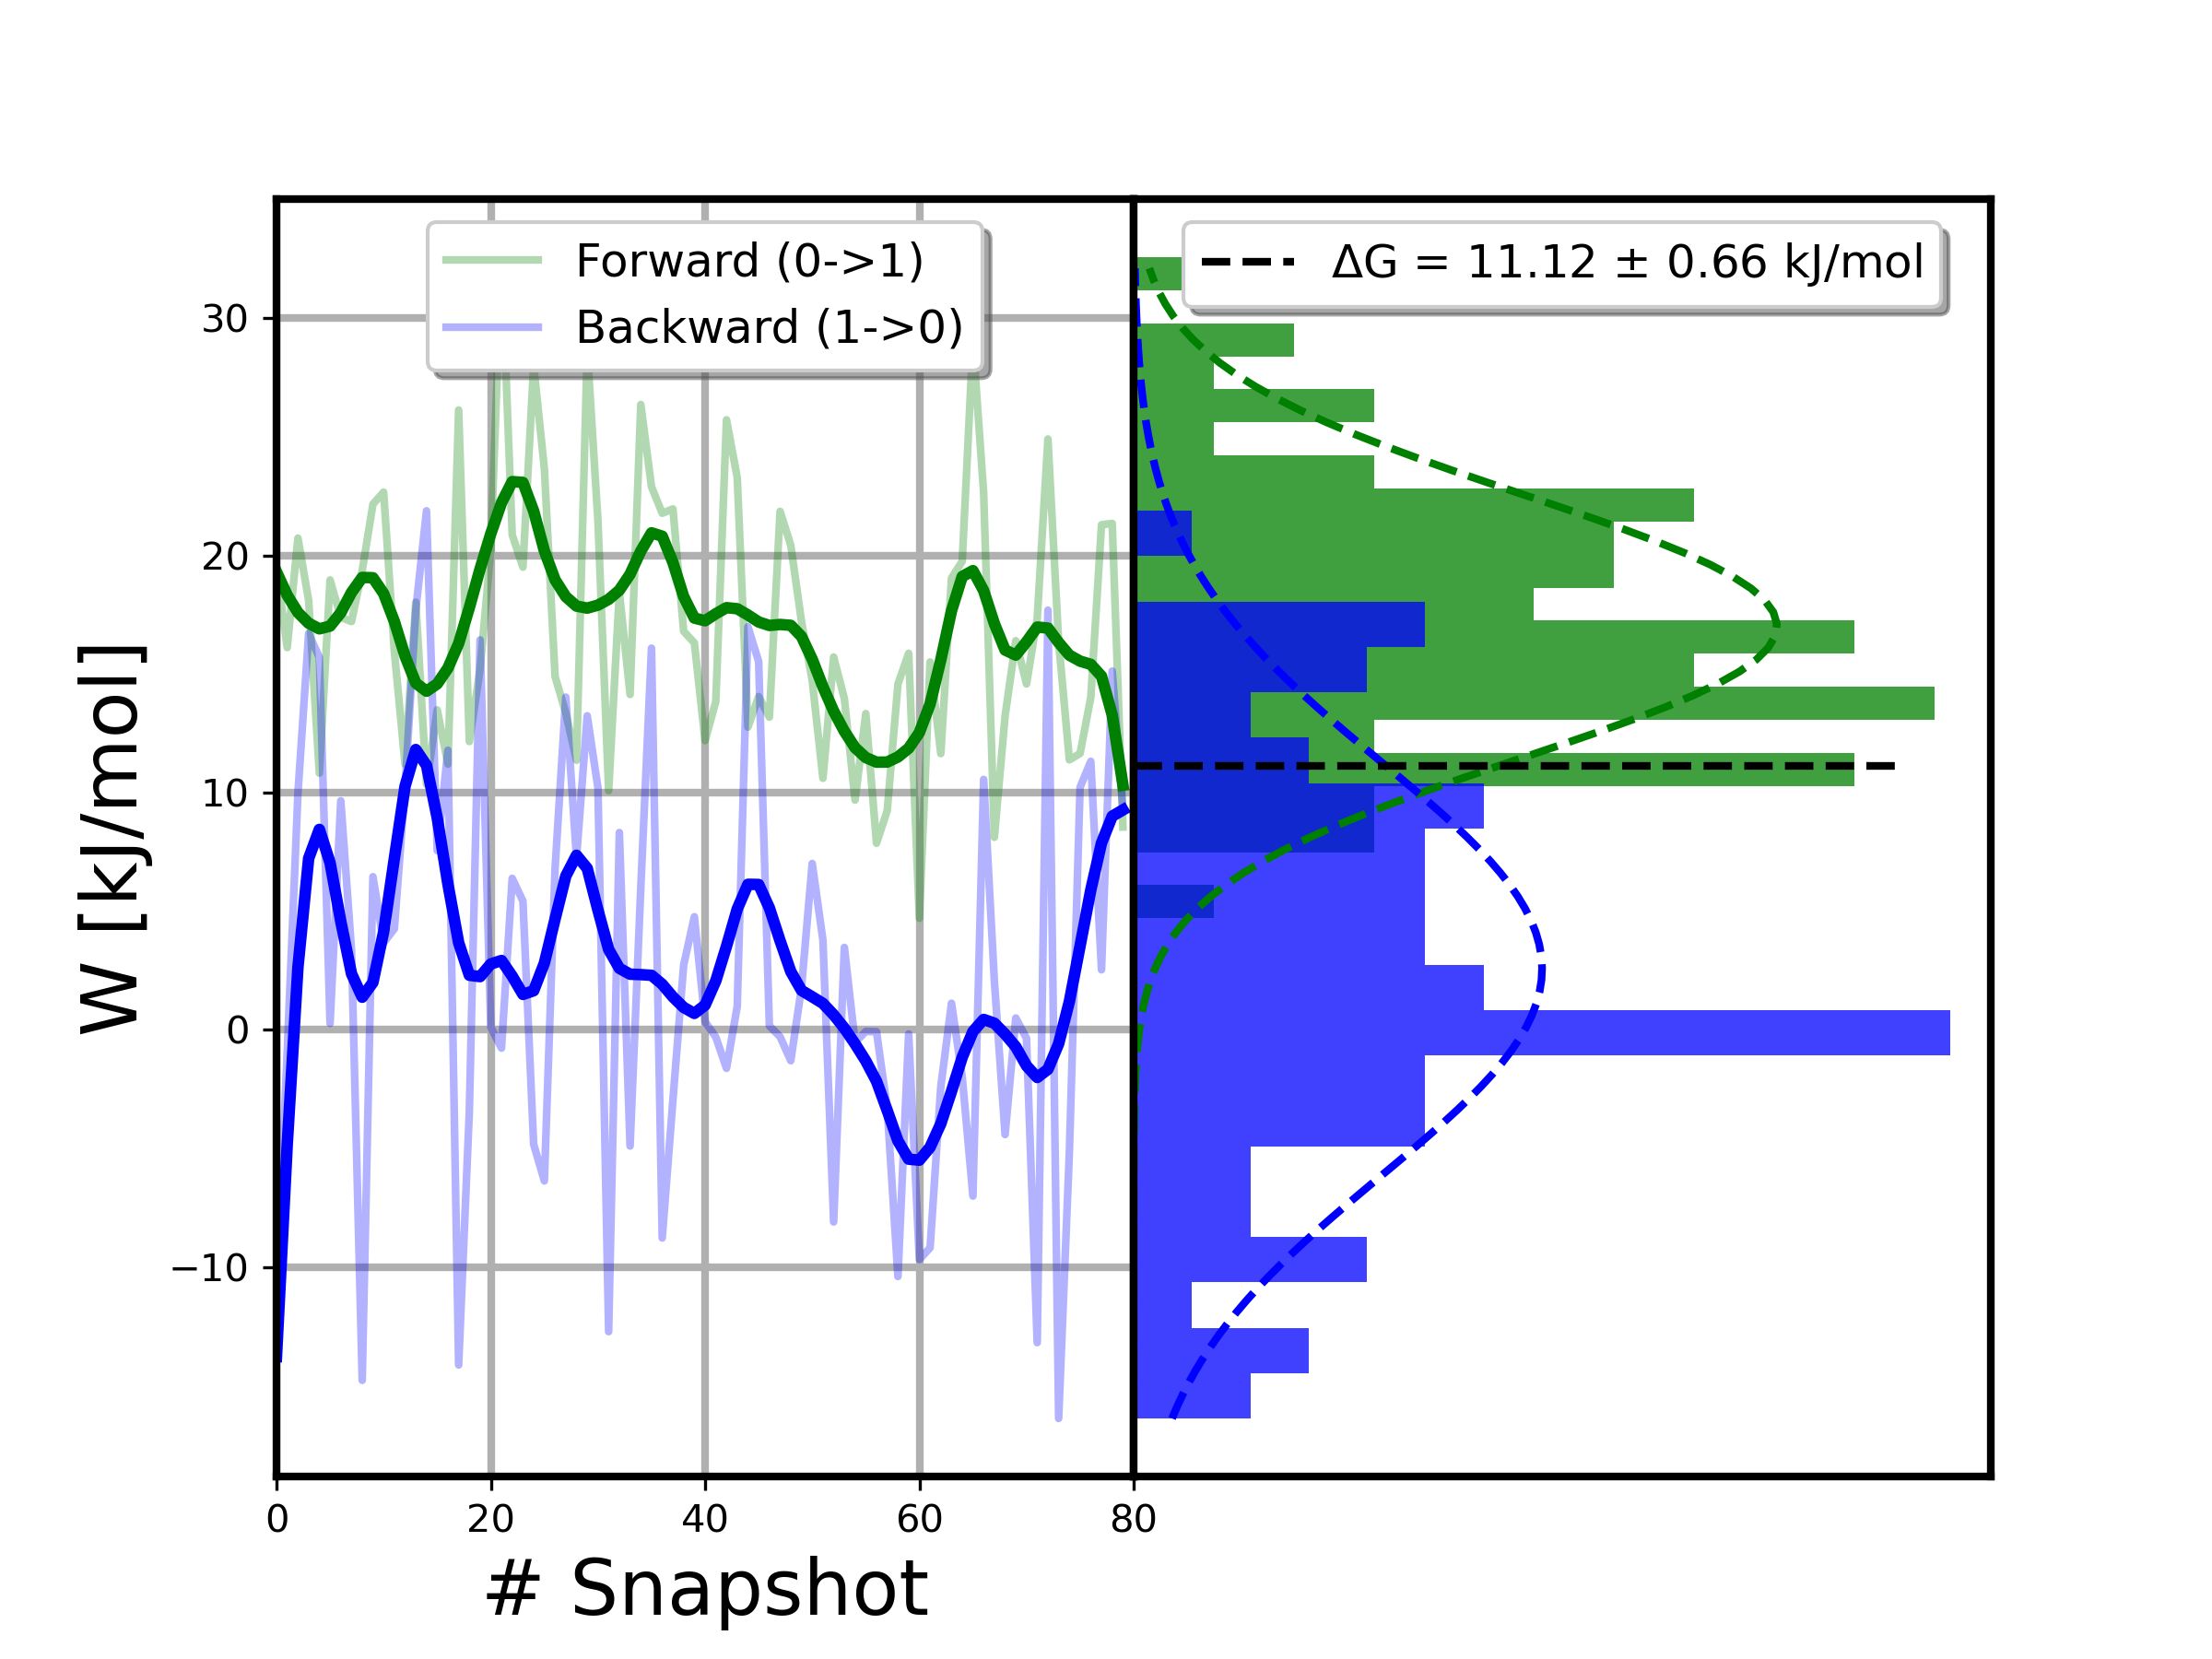 Forward (0->1)
Backward (1->0)
ΔG = 11.12 ± 0.66 kJ/mol
30
20
10
0
−10
W [kJ/mol]
0
20
40
60
80
# Snapshot